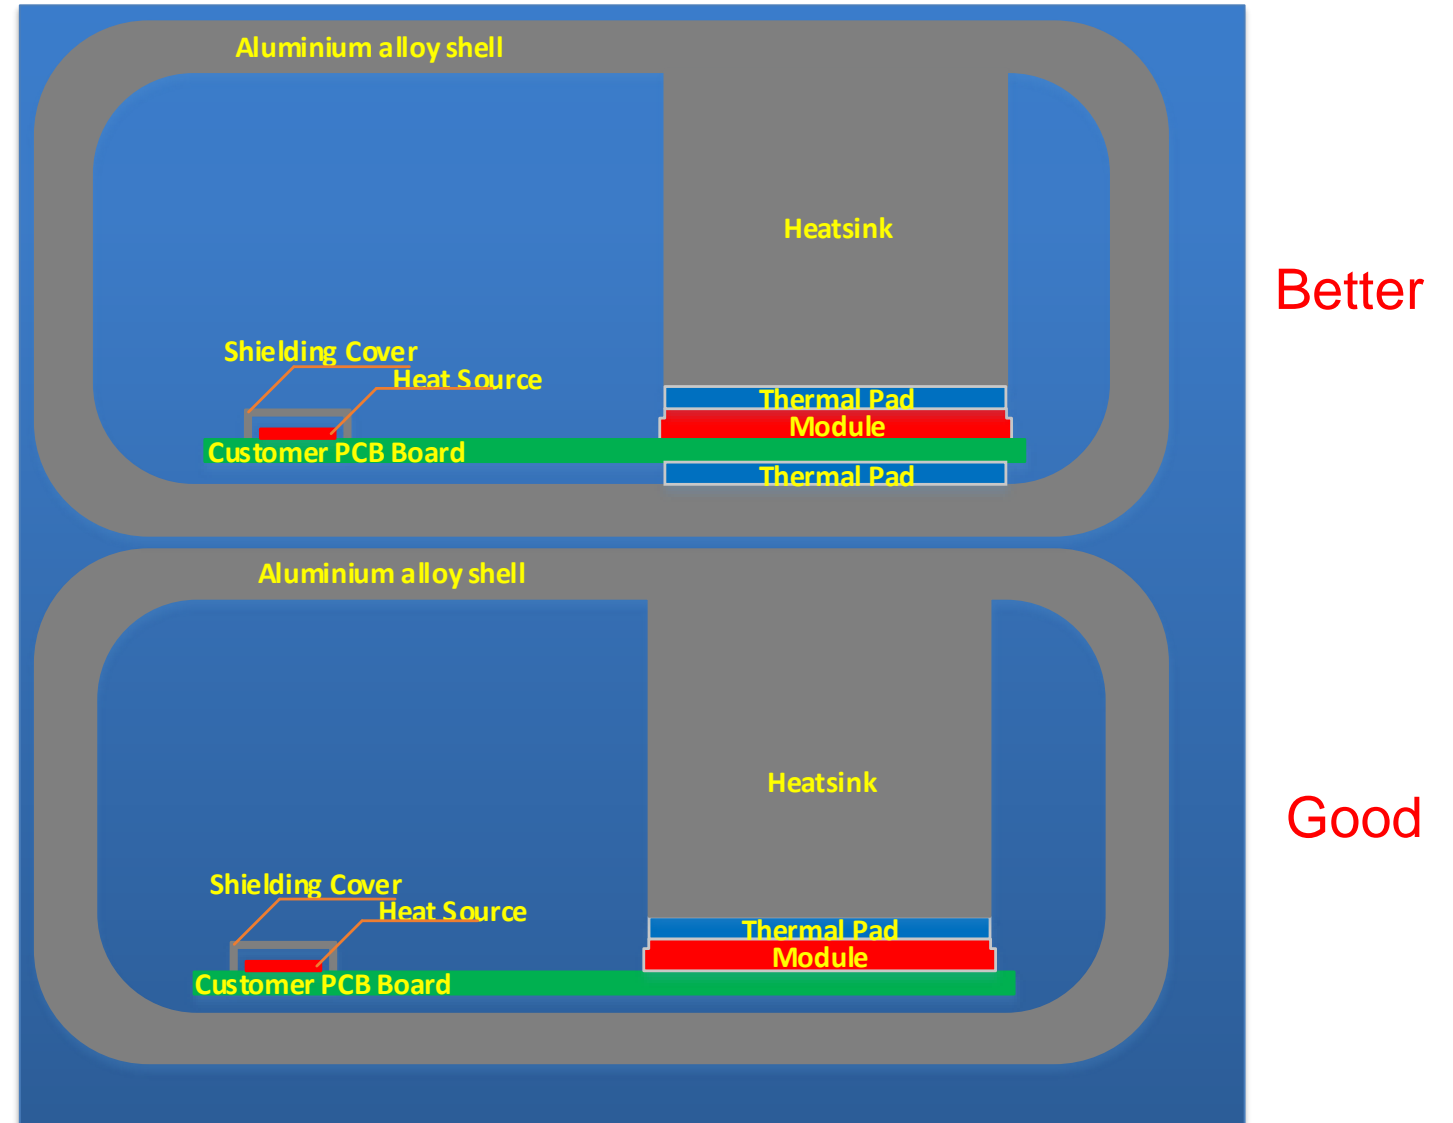 Aluminium alloy shell
Heatsink
Better
Shielding Cover
Heat Source
Thermal Pad
Module
Customer PCB Board
Thermal Pad
Aluminium alloy shell
Heatsink
Good
Shielding Cover
Heat Source
Thermal Pad
Module
Customer PCB Board